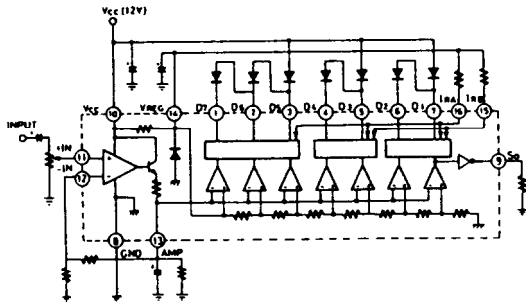 Vcc (12V)
Vcc VREG D7 D6 D5 D4 D3 D2 D1 IRA IRB
10 14 1 2 3 4 5 6 7 16 15
INPUT
+IN 11
-IN 12
9 So
8 13
GND AMP